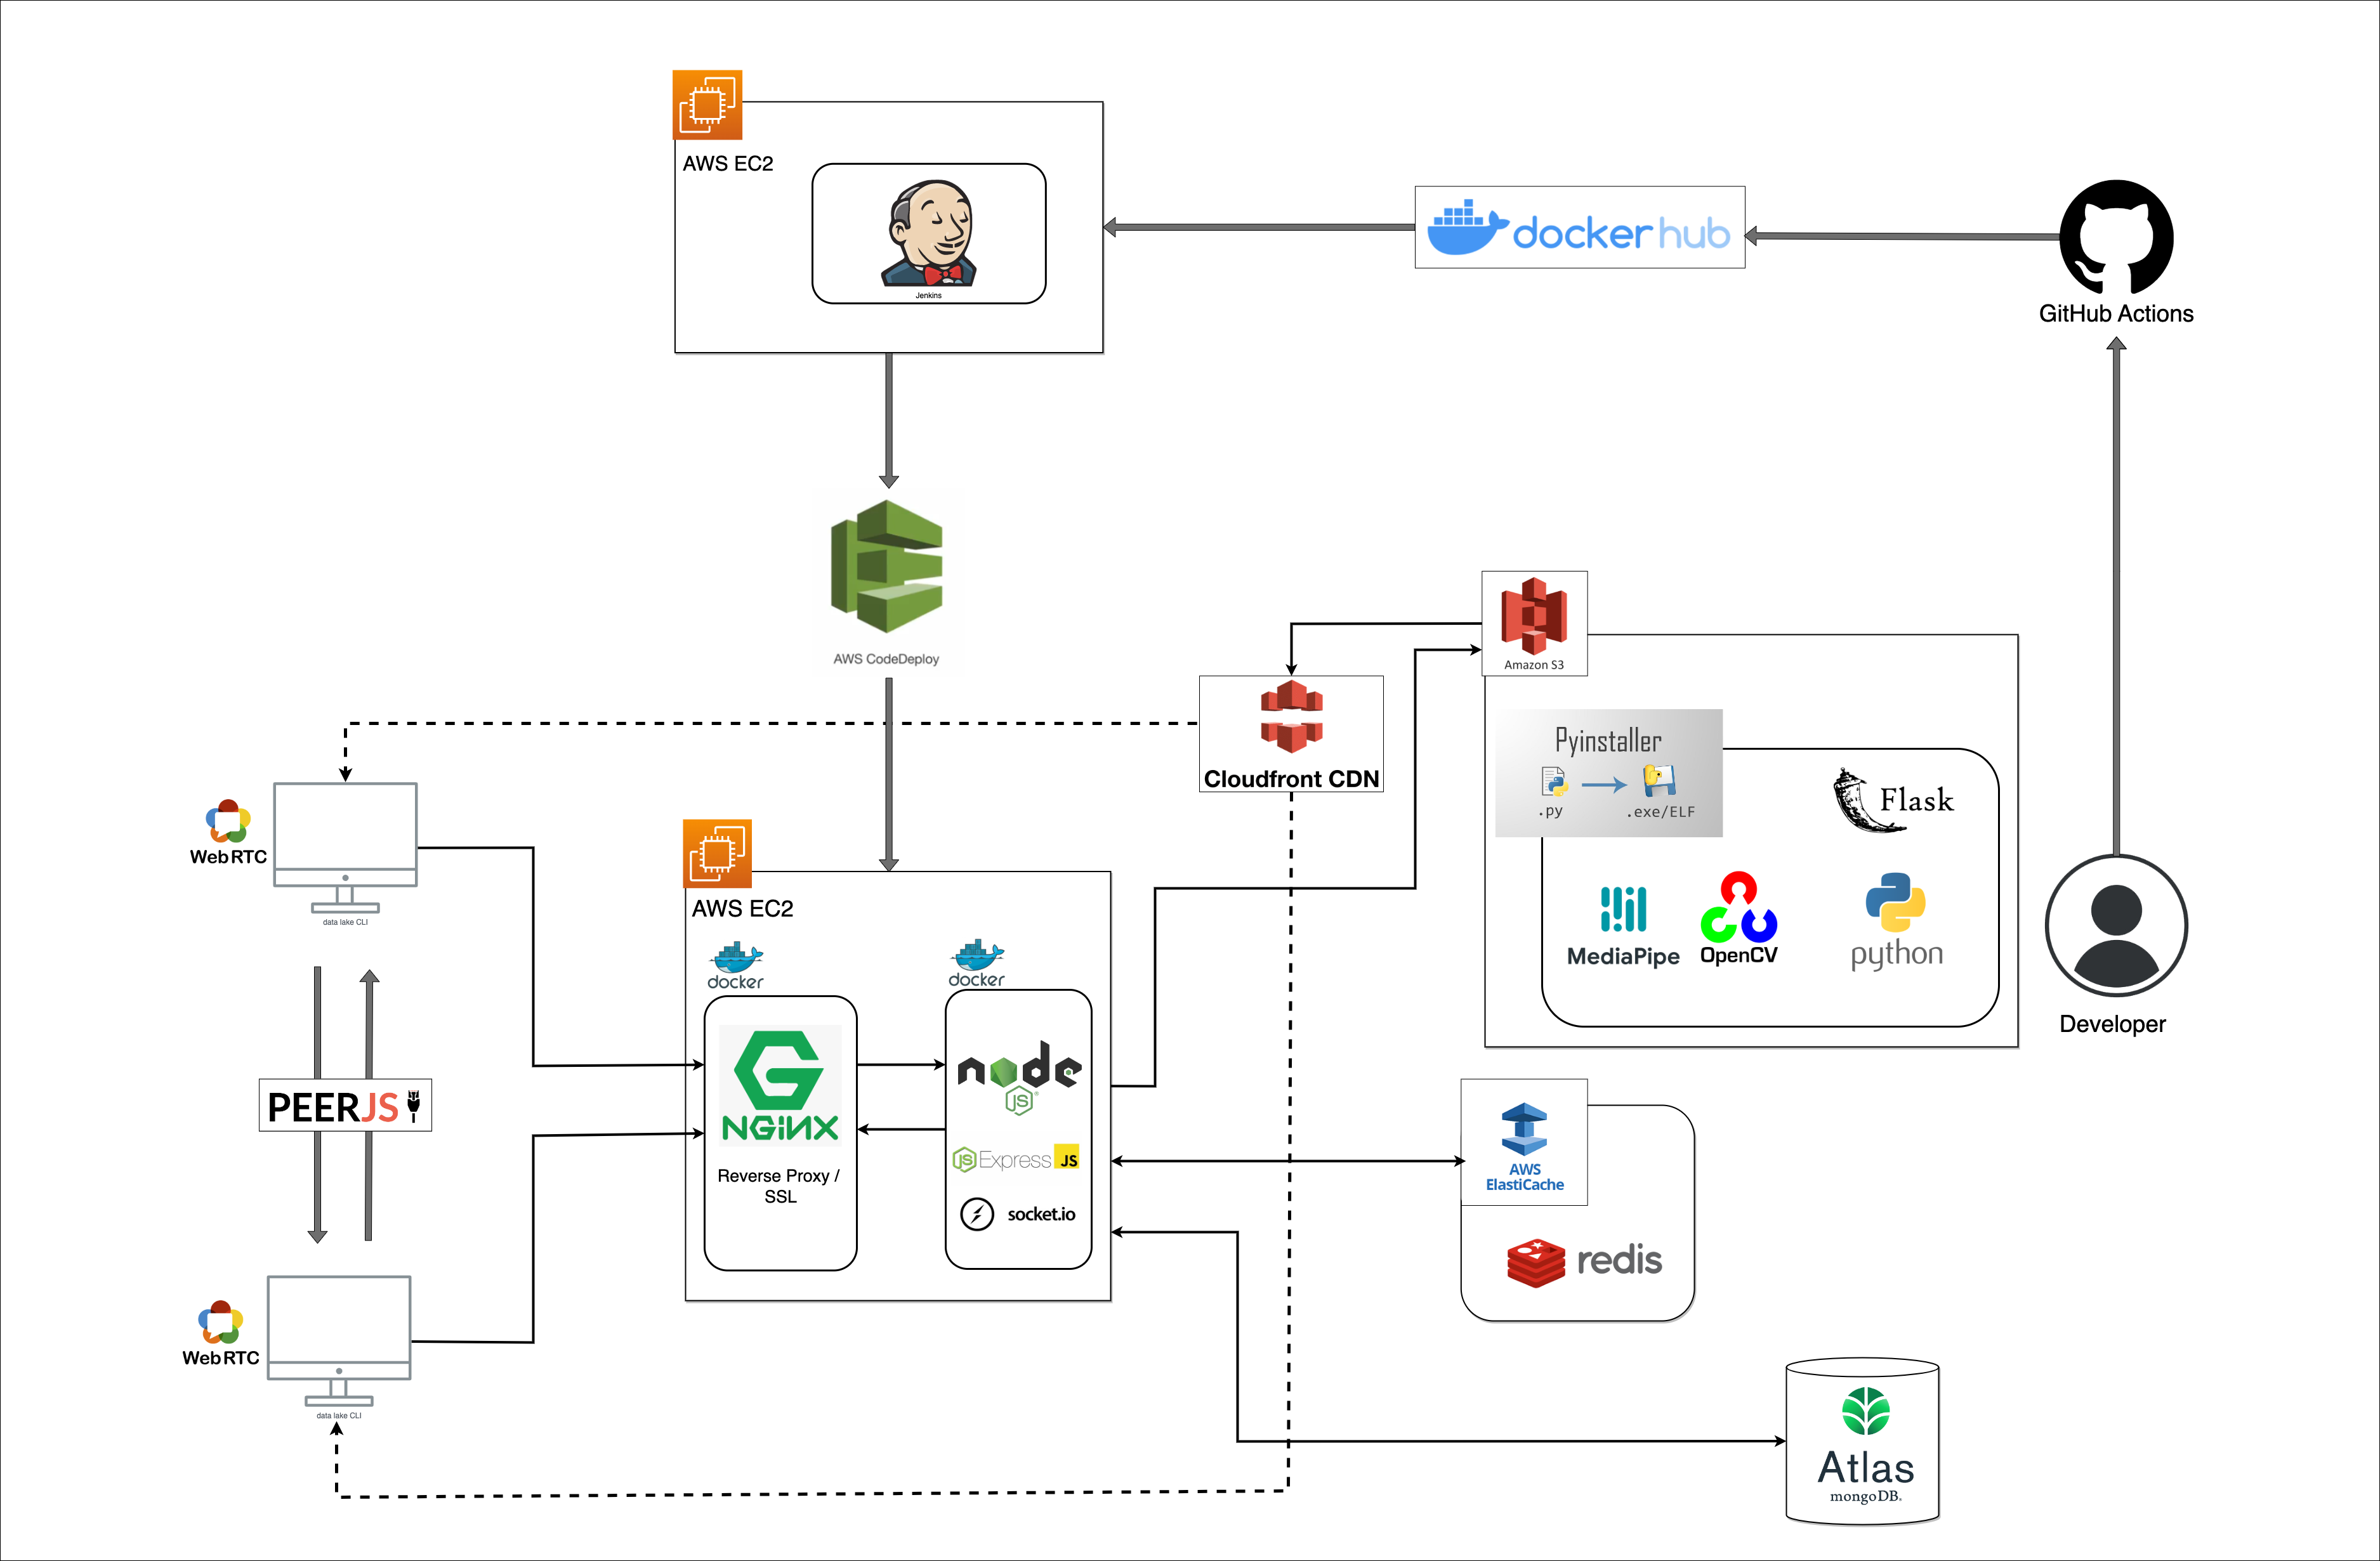 AWS EC2
Jenkins
dockerhub
GitHub Actions
AWS CodeDeploy
Amazon S3
Cloudfront CDN
Pyinstaller
.py
.exe/ELF
Flask
MediaPipe
OpenCV
python
Developer
WebRTC
data lake CLI
PEERJS
WebRTC
data lake CLI
AWS EC2
docker
docker
NGiNX
Reverse Proxy /
SSL
node
JS
JS Express JS
socket.io
AWS
ElastiCache
redis
Atlas
mongoDB.